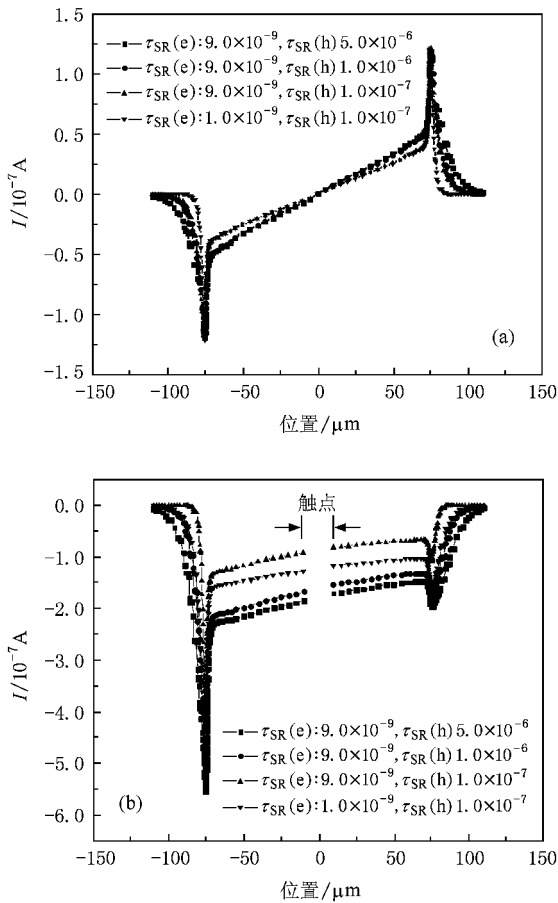 1.5
1.0
0.5
0.0
-0.5
-1.0
-1.5
I/10⁻⁷A
τSR(e):9.0×10⁻⁹,τSR(h)5.0×10⁻⁶
τSR(e):9.0×10⁻⁹,τSR(h)1.0×10⁻⁶
τSR(e):9.0×10⁻⁹,τSR(h)1.0×10⁻⁷
τSR(e):1.0×10⁻⁹,τSR(h)1.0×10⁻⁷
(a)
-150 -100 -50 0 50 100 150
位置/μm
触点
0.0
-1.0
-2.0
-3.0
-4.0
-5.0
-6.0
I/10⁻⁷A
τSR(e):9.0×10⁻⁹,τSR(h)5.0×10⁻⁶
τSR(e):9.0×10⁻⁹,τSR(h)1.0×10⁻⁶
τSR(e):9.0×10⁻⁹,τSR(h)1.0×10⁻⁷
τSR(e):1.0×10⁻⁹,τSR(h)1.0×10⁻⁷
(b)
-150 -100 -50 0 50 100 150
位置/μm